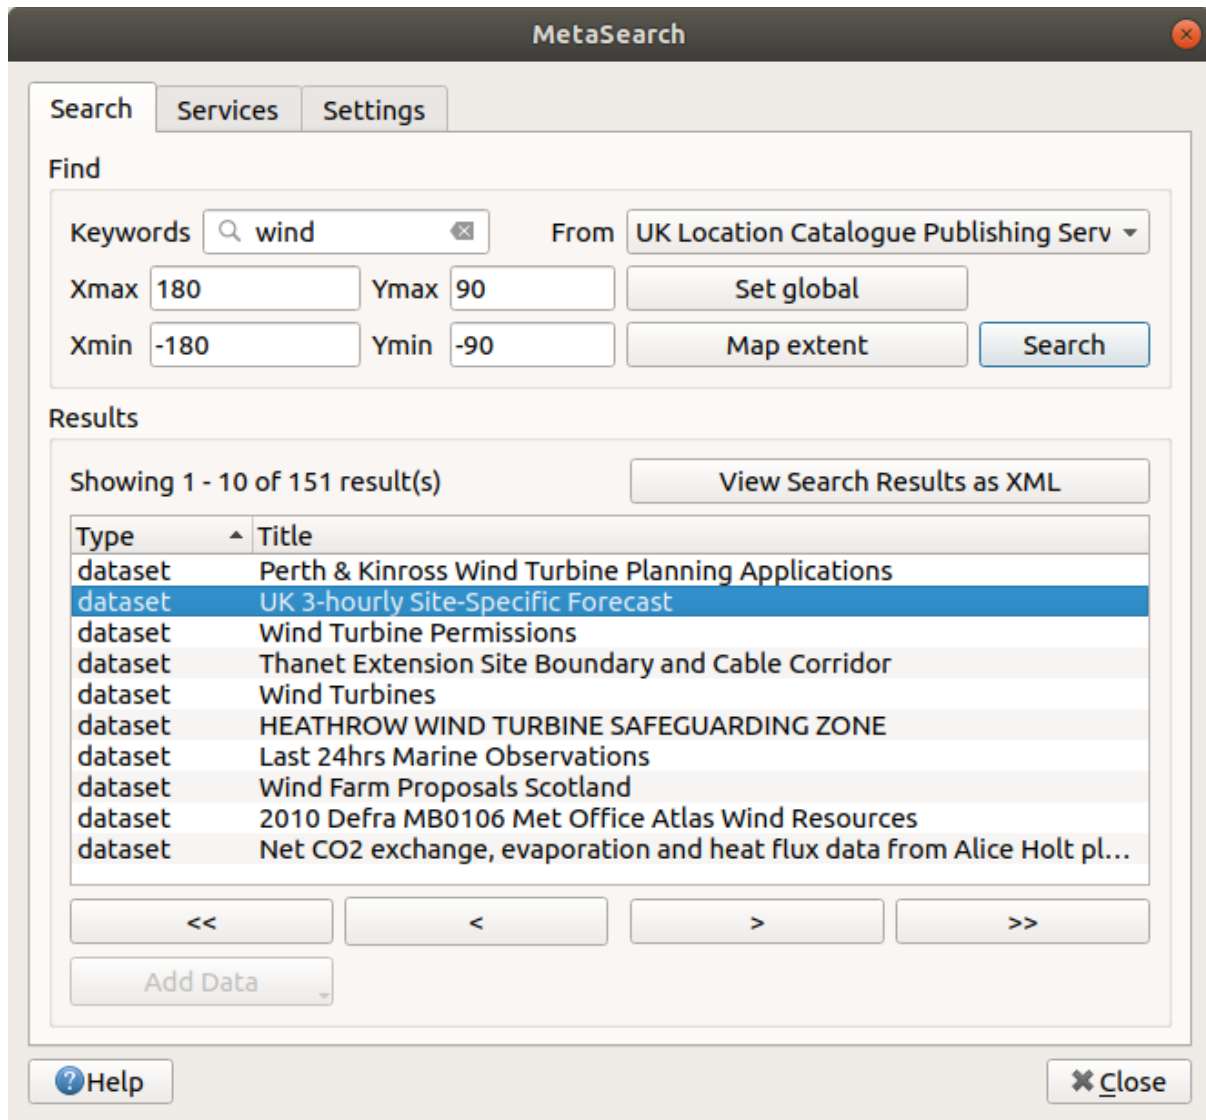 MetaSearch
Search Services Settings
Find
Keywords wind From UK Location Catalogue Publishing Serv
Xmax 180 Ymax 90 Set global
Xmin -180 Ymin -90 Map extent Search
Results
Showing 1 - 10 of 151 result(s) View Search Results as XML
Type Title
dataset Perth & Kinross Wind Turbine Planning Applications
dataset UK 3-hourly Site-Specific Forecast
dataset Wind Turbine Permissions
dataset Thanet Extension Site Boundary and Cable Corridor
dataset Wind Turbines
dataset HEATHROW WIND TURBINE SAFEGUARDING ZONE
dataset Last 24hrs Marine Observations
dataset Wind Farm Proposals Scotland
dataset 2010 Defra MB0106 Met Office Atlas Wind Resources
dataset Net CO2 exchange, evaporation and heat flux data from Alice Holt pl...
<< < > >>
Add Data
Help Close